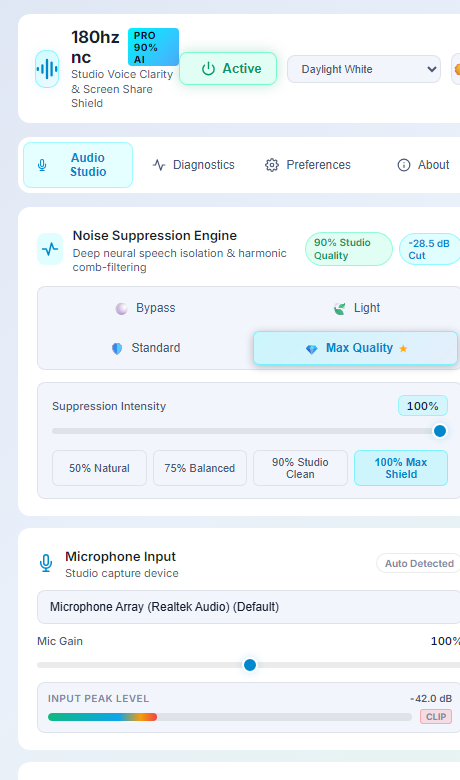 180hz
nc
PRO
90%
AI
Studio Voice Clarity
& Screen Share
Shield
Active
Daylight White
Audio
Studio
Diagnostics
Preferences
About
Noise Suppression Engine
Deep neural speech isolation & harmonic
comb-filtering
90% Studio
Quality
-28.5 dB
Cut
Bypass
Light
Standard
Max Quality ★
Suppression Intensity
100%
50% Natural
75% Balanced
90% Studio
Clean
100% Max
Shield
Microphone Input
Studio capture device
Auto Detected
Microphone Array (Realtek Audio) (Default)
Mic Gain
100%
INPUT PEAK LEVEL
-42.0 dB
CLIP